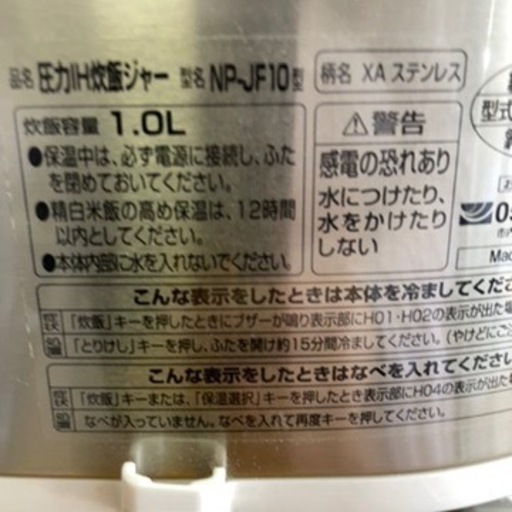 品名 圧力IH炊飯ジャー 型名 NP-JF10型
柄名 XA ステンレス
型式
炊飯容量 1.0L
●保温中は、必ず電源に接続し、ふた
を閉めておいてください。
●精白米飯の高め保温は、12時間
以内としてください。
●本体内部に水を入れないでください。
⚠警告
感電の恐れあり
水につけたり、
水をかけたり
しない
Mad
こんな表示をしたときは本体を冷ましてくださ
「炊飯」キーを押したときにブザーが鳴り表示部にH01・H02の表示が出た場
「とりけし」キーを押し、ふたを開け約15分間冷ましてください。(やけどにご注
こんな表示をしたときはなべを入れてください
「炊飯」キーまたは、「保温選択」キーを押したとき表示部にH04の表示が出た場
なべが入っていません。なべを入れて再度キーを押してください。